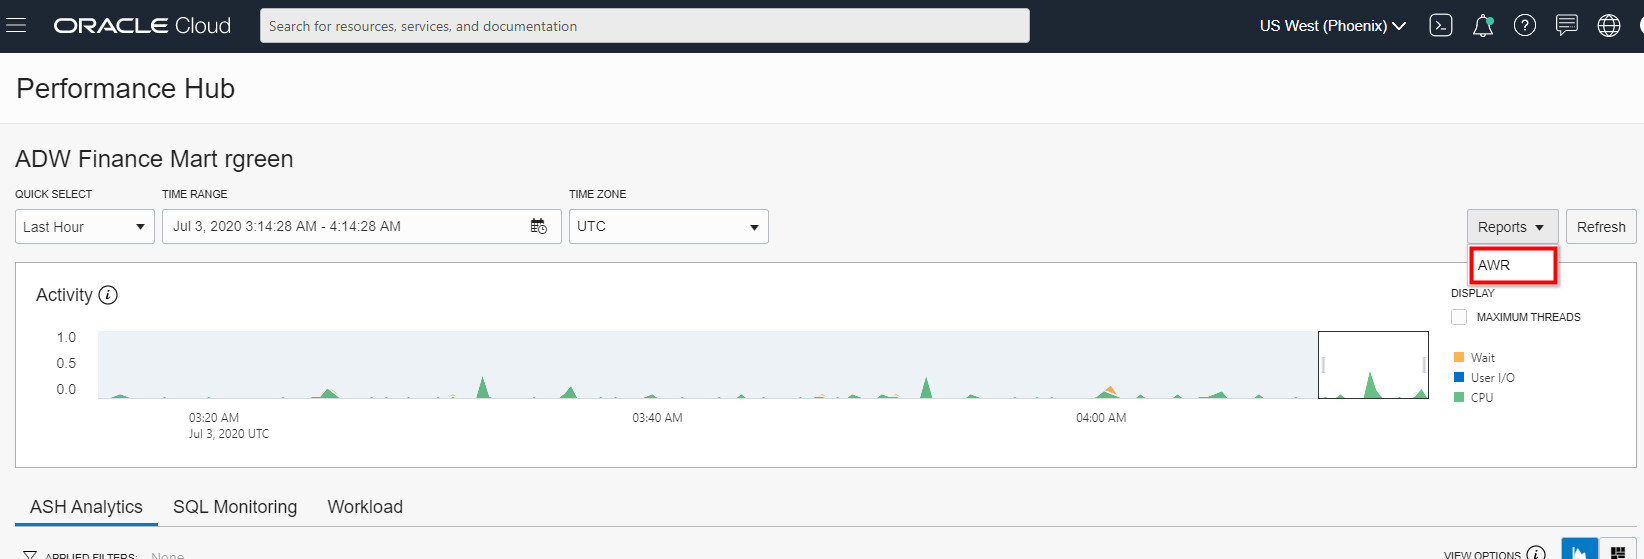 ORACLE Cloud
Search for resources, services, and documentation
US West (Phoenix)
Performance Hub
ADW Finance Mart rgreen
QUICK SELECT
TIME RANGE
TIME ZONE
Last Hour
Jul 3, 2020 3:14:28 AM - 4:14:28 AM
UTC
Reports
Refresh
AWR
Activity
DISPLAY
MAXIMUM THREADS
1.0
0.5
0.0
Wait
User I/O
CPU
03:20 AM
Jul 3, 2020 UTC
03:40 AM
04:00 AM
ASH Analytics
SQL Monitoring
Workload
APPLIED FILTERS: None
VIEW OPTIONS